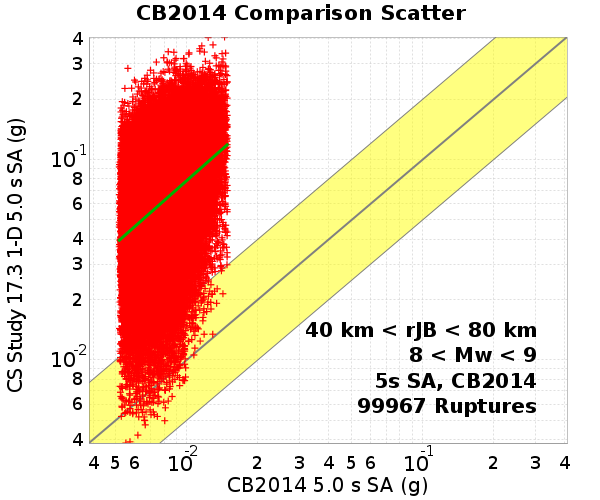 CB2014 Comparison Scatter
4
3
2
10-1
8
6
4
3
2
10-2
8
6
4
CS Study 17.3 1-D 5.0 s SA (g)
40 km < rJB < 80 km
8 < Mw < 9
5s SA, CB2014
99967 Ruptures
4 5 6 10-2 2 3 4 5 6 10-1 2 3 4
CB2014 5.0 s SA (g)